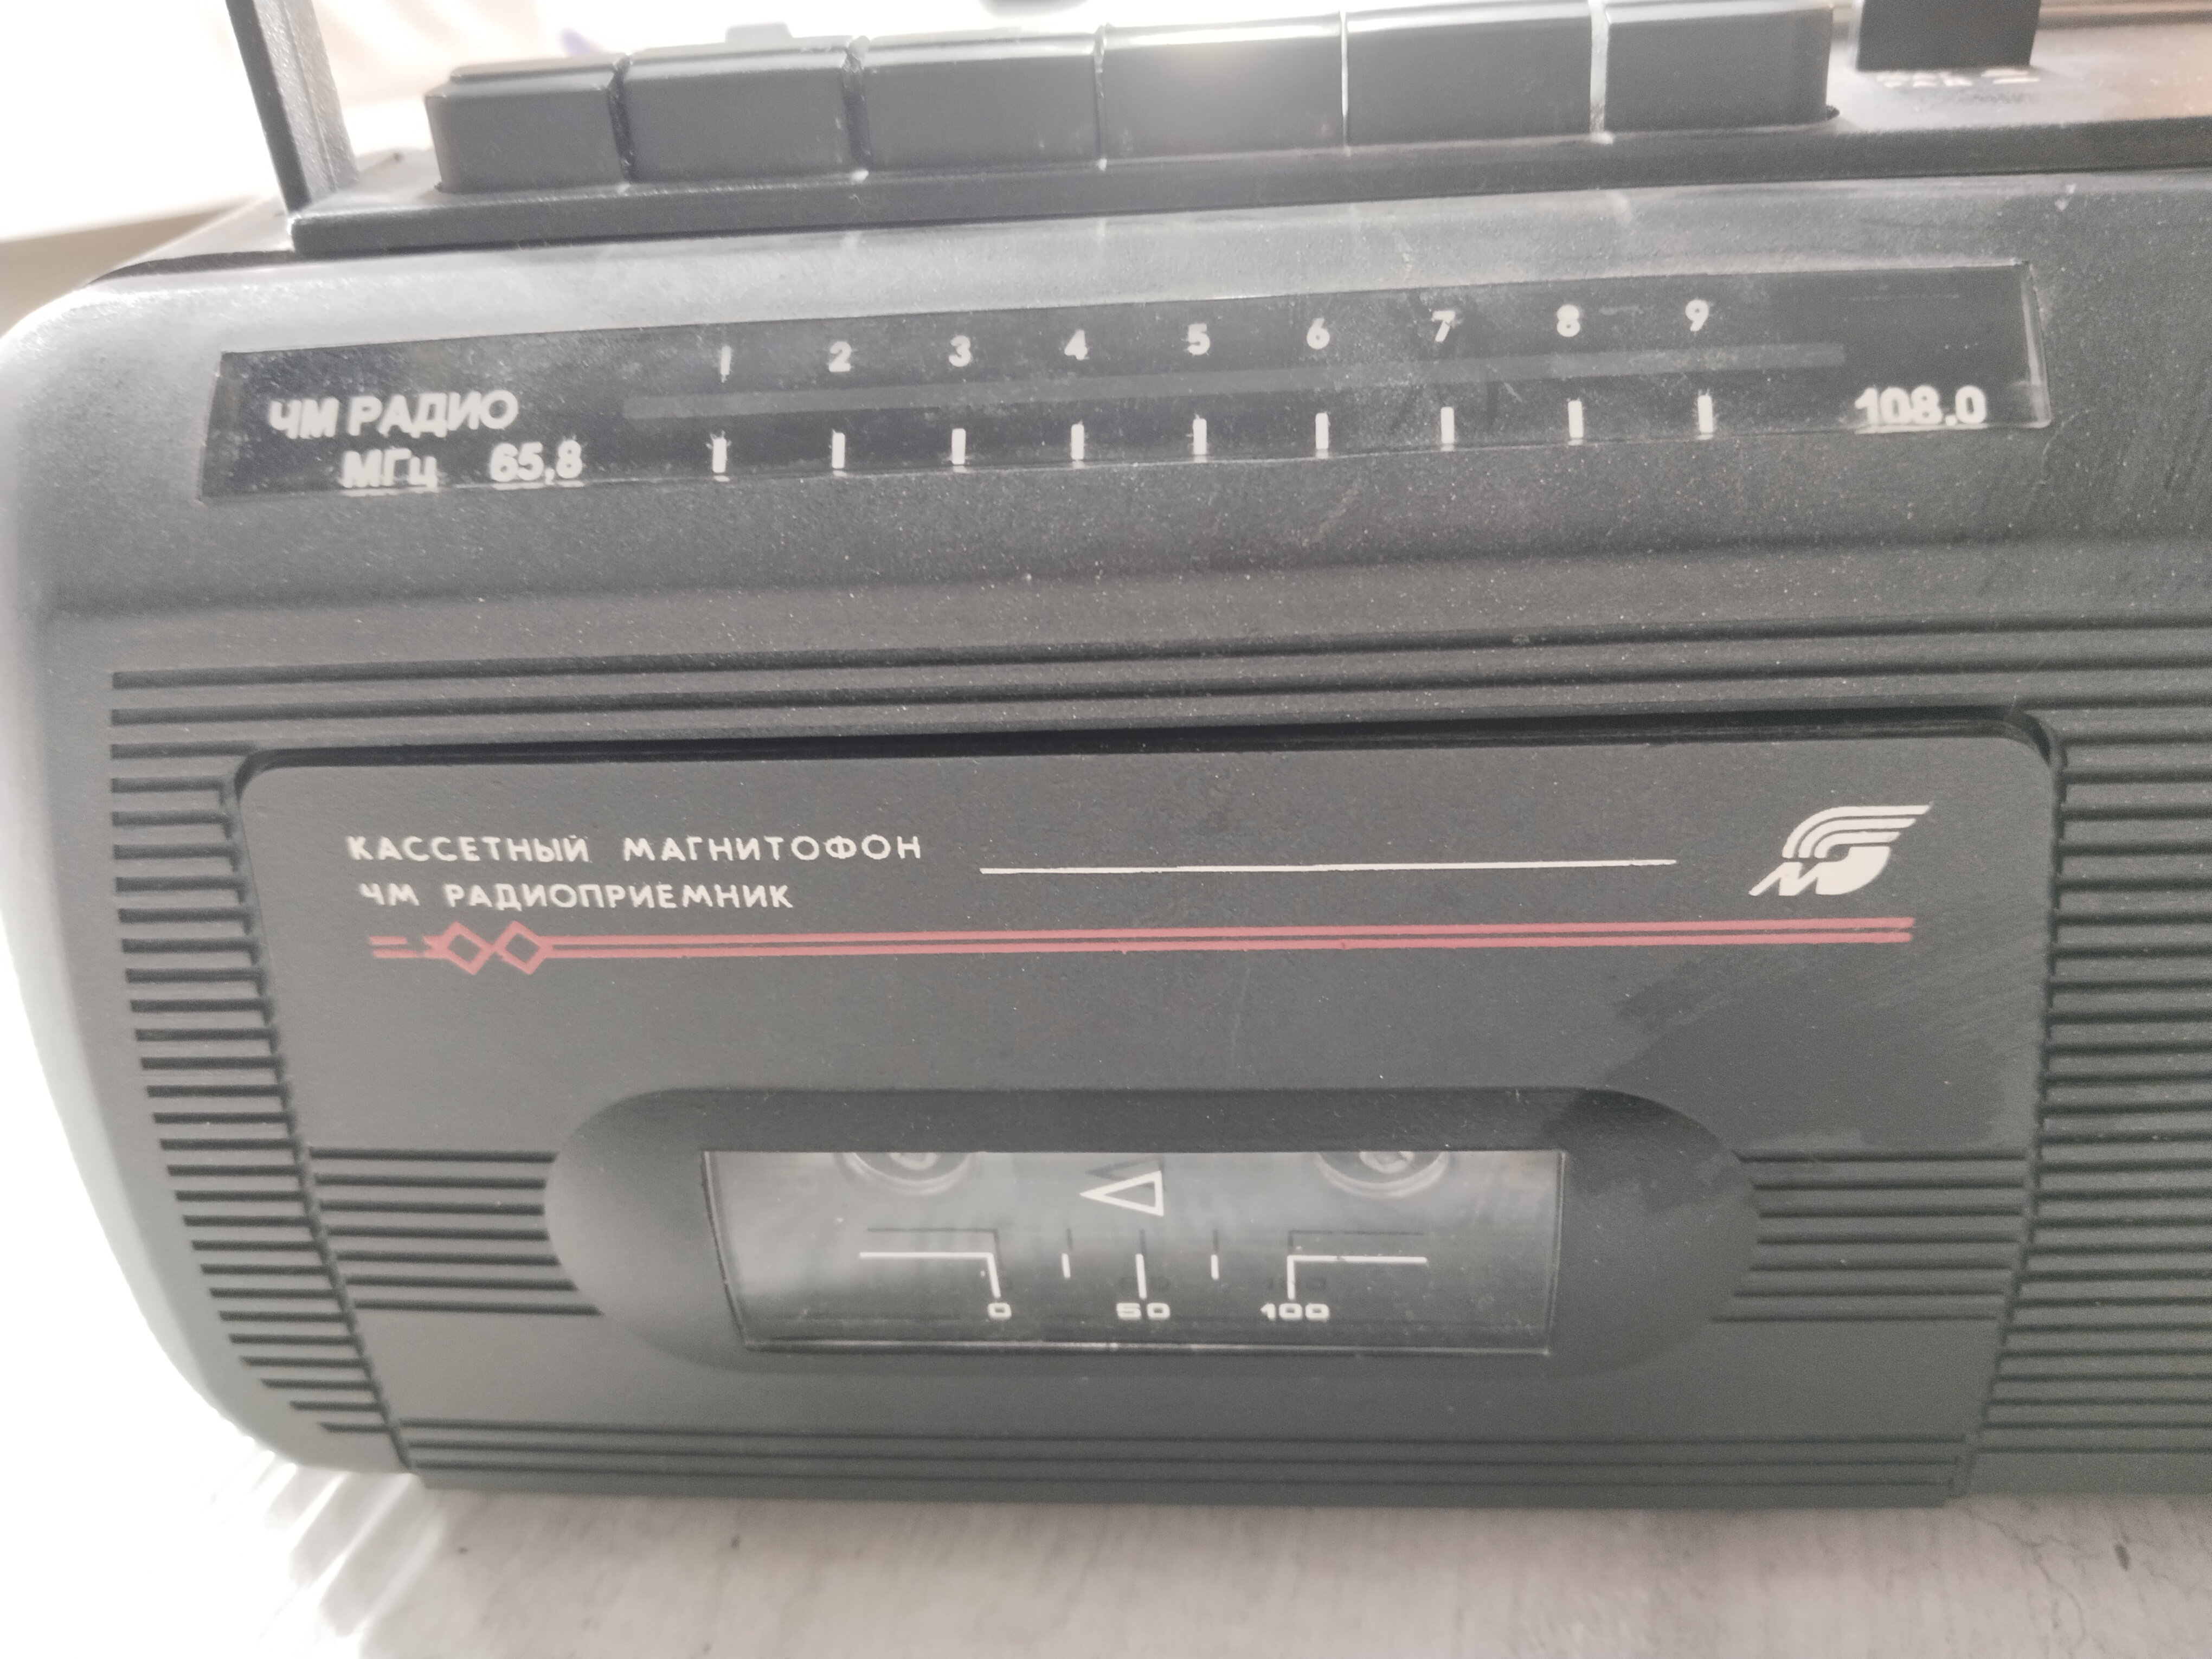 1 2 3 4 5 6 7 8 9
ЧМ РАДИО
МГц 65,8 108.0
КАССЕТНЫЙ МАГНИТОФОН
ЧМ РАДИОПРИЕМНИК
0 50 100